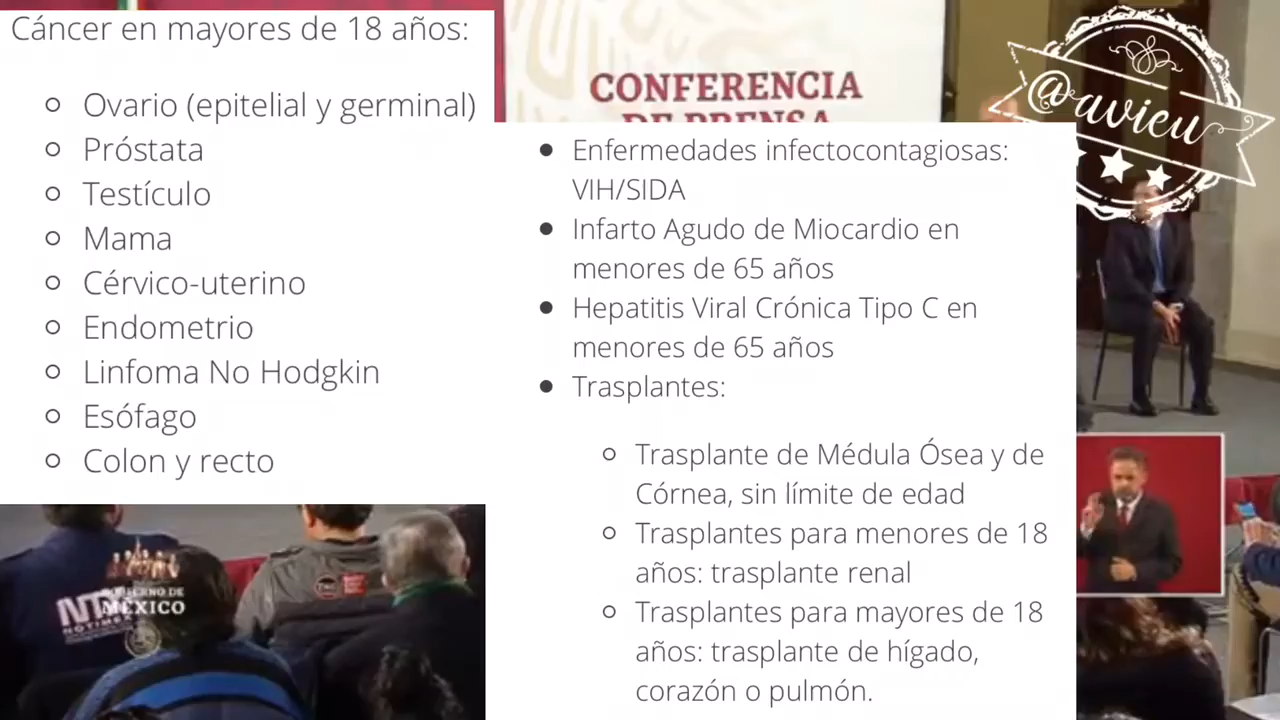 Cáncer en mayores de 18 años:
Ovario (epitelial y germinal)
Próstata
Testículo
Mama
Cérvico-uterino
Endometrio
Linfoma No Hodgkin
Esófago
Colon y recto
CONFERENCIA
DE PRENSA
Enfermedades infectocontagiosas:
VIH/SIDA
Infarto Agudo de Miocardio en
menores de 65 años
Hepatitis Viral Crónica Tipo C en
menores de 65 años
Trasplantes:
Trasplante de Médula Ósea y de
Córnea, sin límite de edad
Trasplantes para menores de 18
años: trasplante renal
Trasplantes para mayores de 18
años: trasplante de hígado,
corazón o pulmón.
@avieu
GOBIERNO DE
MÉXICO